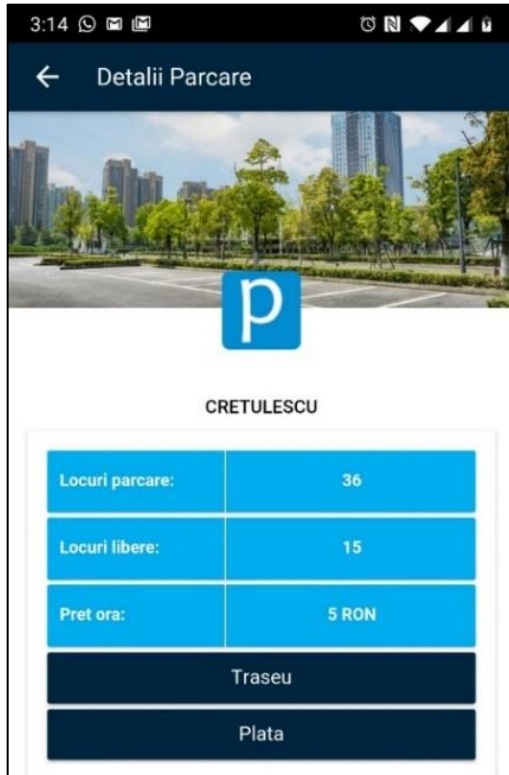 3:14
Detalii Parcare
p
CRETULESCU
Locuri parcare: 36
Locuri libere: 15
Pret ora: 5 RON
Traseu
Plata